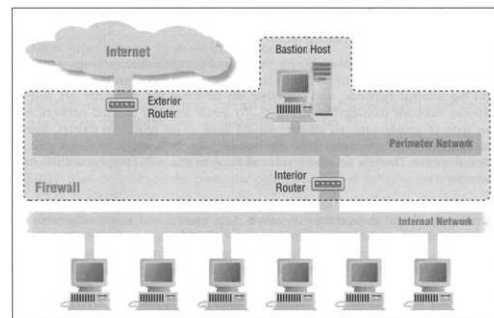 Internet
Bastion Host
Exterior
Router
Perimeter Network
Interior
Router
Firewall
Internal Network